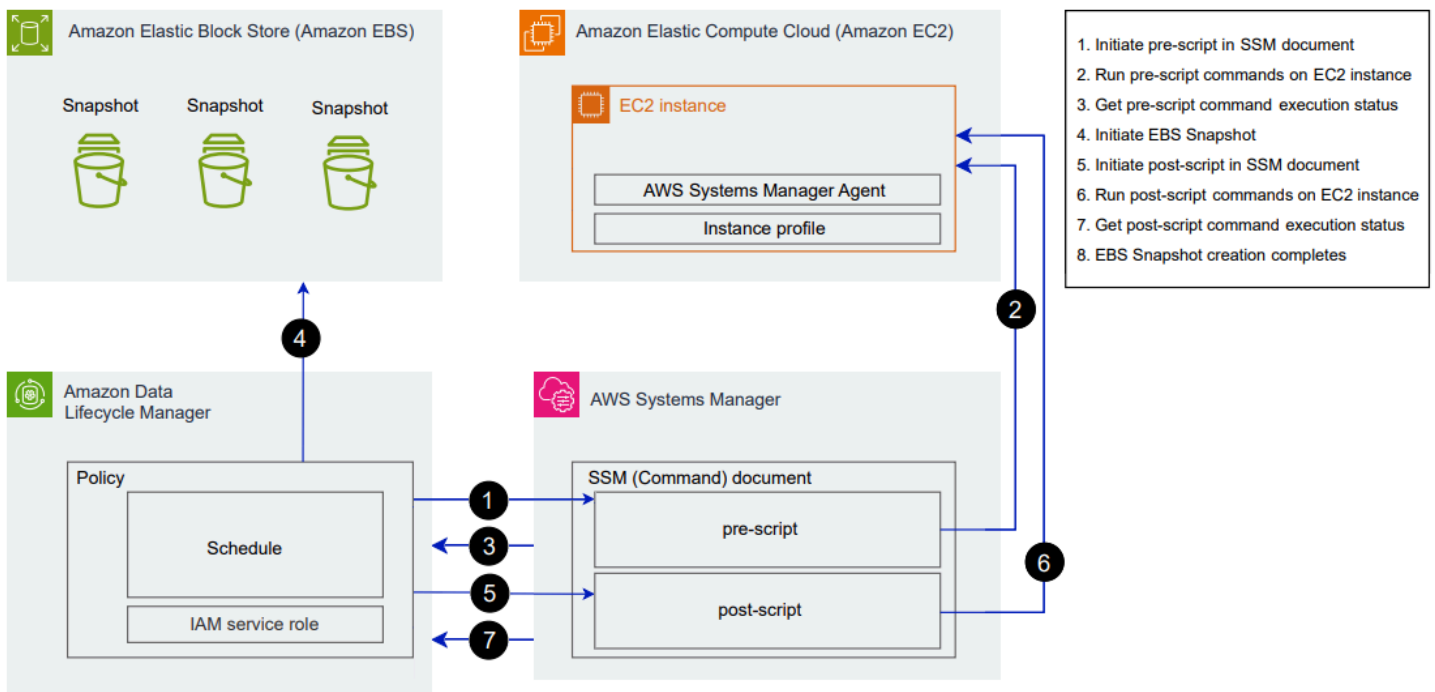 Amazon Elastic Block Store (Amazon EBS)
Snapshot
Snapshot
Snapshot
Amazon Elastic Compute Cloud (Amazon EC2)
EC2 instance
AWS Systems Manager Agent
Instance profile
1. Initiate pre-script in SSM document
2. Run pre-script commands on EC2 instance
3. Get pre-script command execution status
4. Initiate EBS Snapshot
5. Initiate post-script in SSM document
6. Run post-script commands on EC2 instance
7. Get post-script command execution status
8. EBS Snapshot creation completes
4
2
Amazon Data
Lifecycle Manager
Policy
Schedule
IAM service role
1
3
5
7
AWS Systems Manager
SSM (Command) document
pre-script
post-script
6